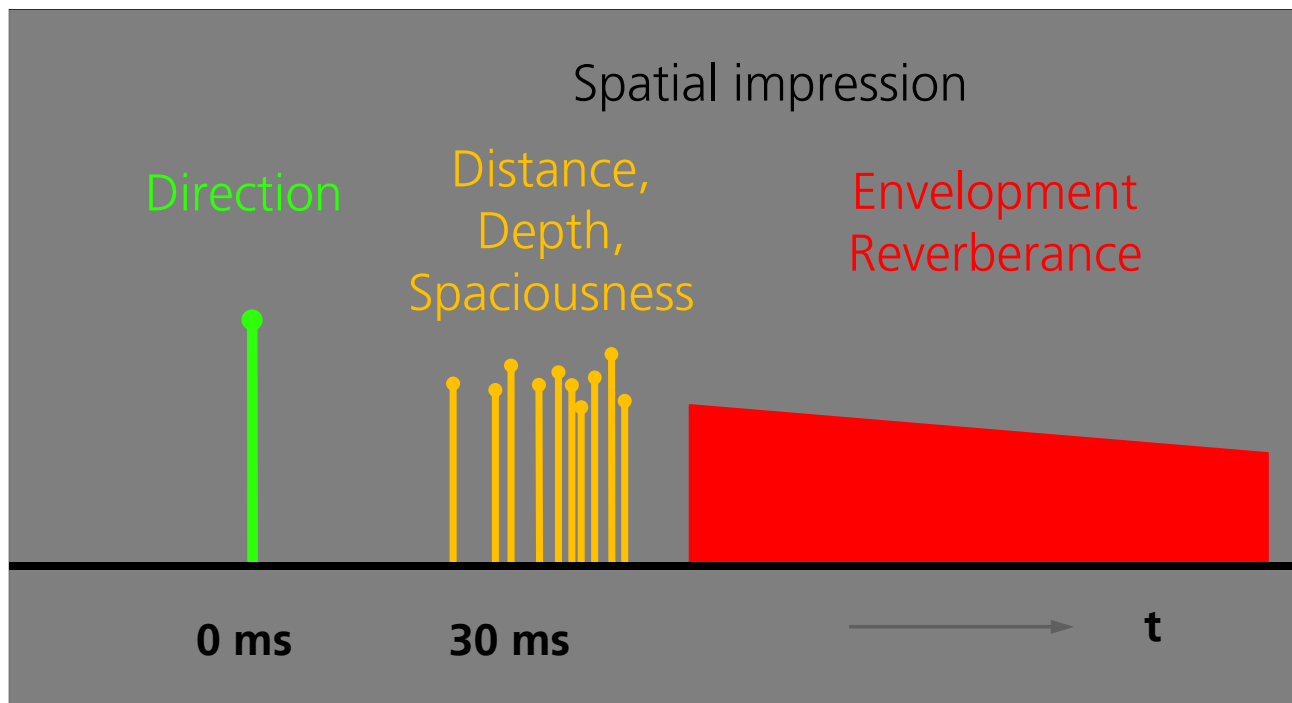 Spatial impression
Direction
Distance,
Depth,
Spaciousness
Envelopment
Reverberance
0 ms
30 ms
t